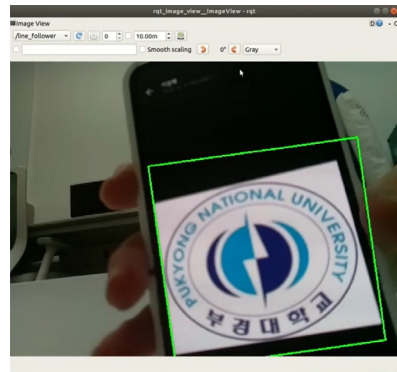 rqt_image_view__ImageView - rqt
Image View
/line_follower
0
10.00m
Smooth scaling
0°
Gray
PUKYONG NATIONAL UNIVERSITY
부경대학교